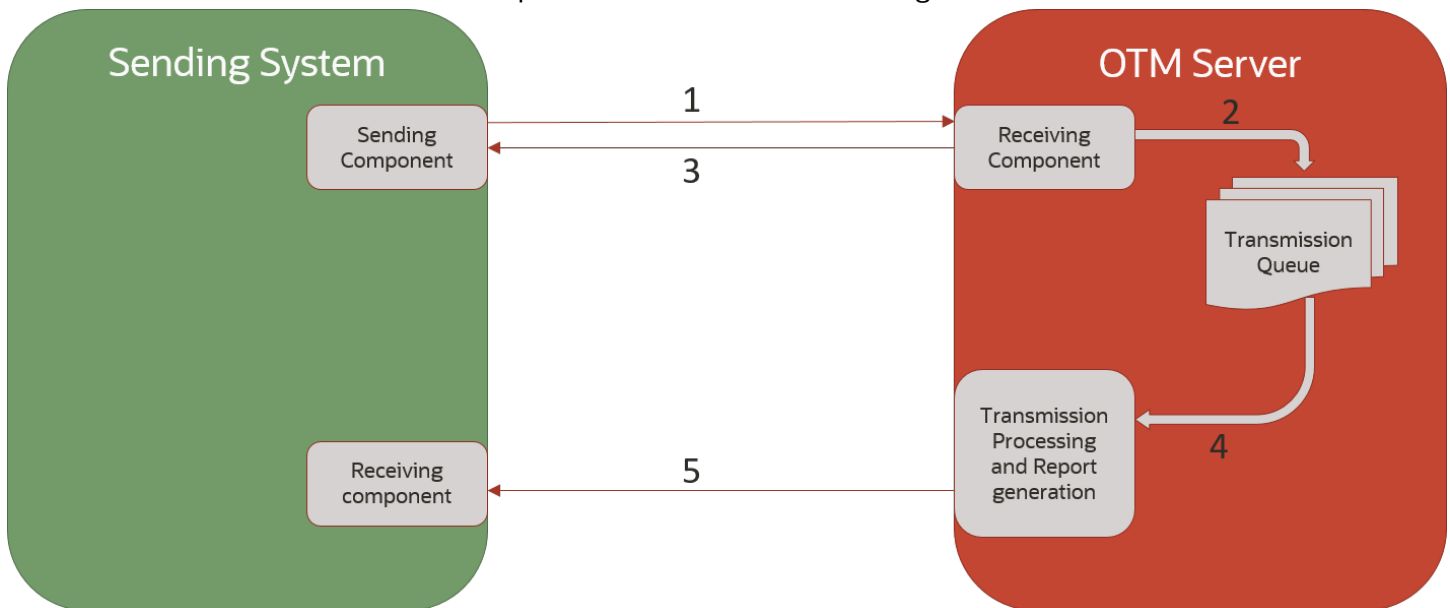 Sending System
OTM Server
1
2
Sending
Component
Receiving
Component
3
Transmission
Queue
Transmission
Processing
and Report
generation
4
Receiving
component
5